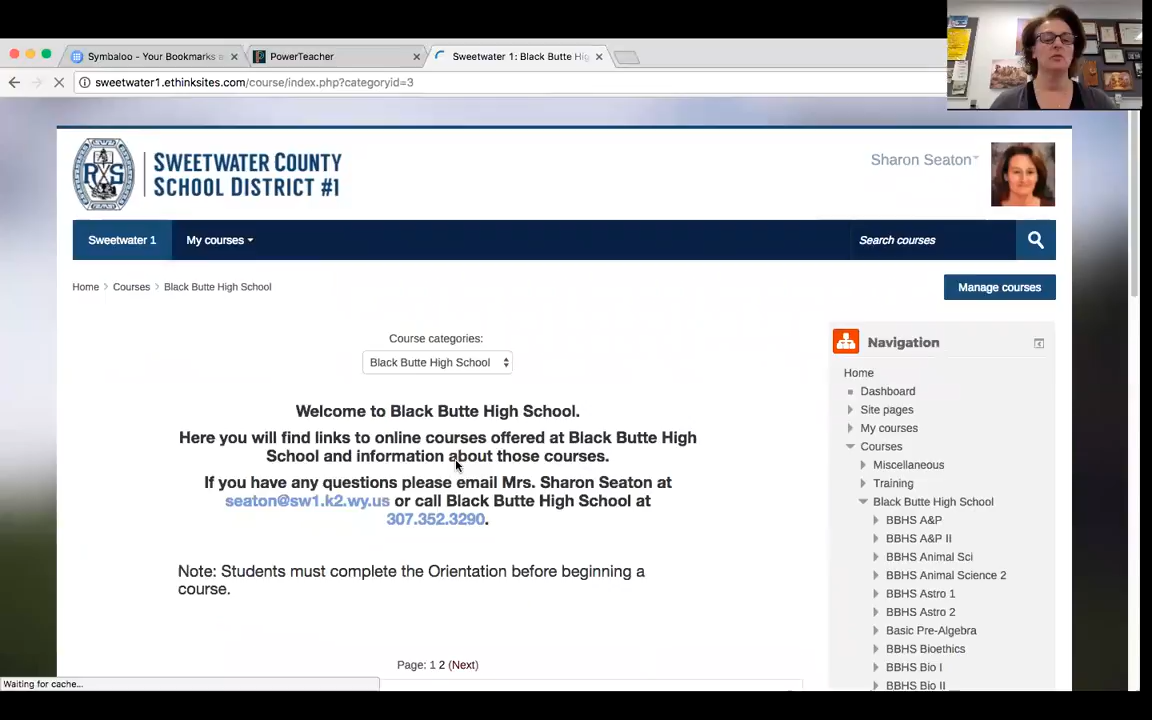 Symbaloo - Your Bookmarks
PowerTeacher
Sweetwater 1: Black Butte Hig
sweetwater1.ethinksites.com/course/index.php?categoryid=3
SWEETWATER COUNTY
SCHOOL DISTRICT #1
Sharon Seaton
Sweetwater 1
My courses
Search courses
Home
Courses
Black Butte High School
Manage courses
Course categories:
Black Butte High School
Welcome to Black Butte High School.
Here you will find links to online courses offered at Black Butte High
School and information about those courses.
If you have any questions please email Mrs. Sharon Seaton at
seaton@sw1.k2.wy.us or call Black Butte High School at
307.352.3290.
Note: Students must complete the Orientation before beginning a
course.
Page: 1 2 (Next)
Navigation
Home
Dashboard
Site pages
My courses
Courses
Miscellaneous
Training
Black Butte High School
BBHS A&P
BBHS A&P II
BBHS Animal Sci
BBHS Animal Science 2
BBHS Astro 1
BBHS Astro 2
Basic Pre-Algebra
BBHS Bioethics
BBHS Bio I
BBHS Bio II
Waiting for cache...